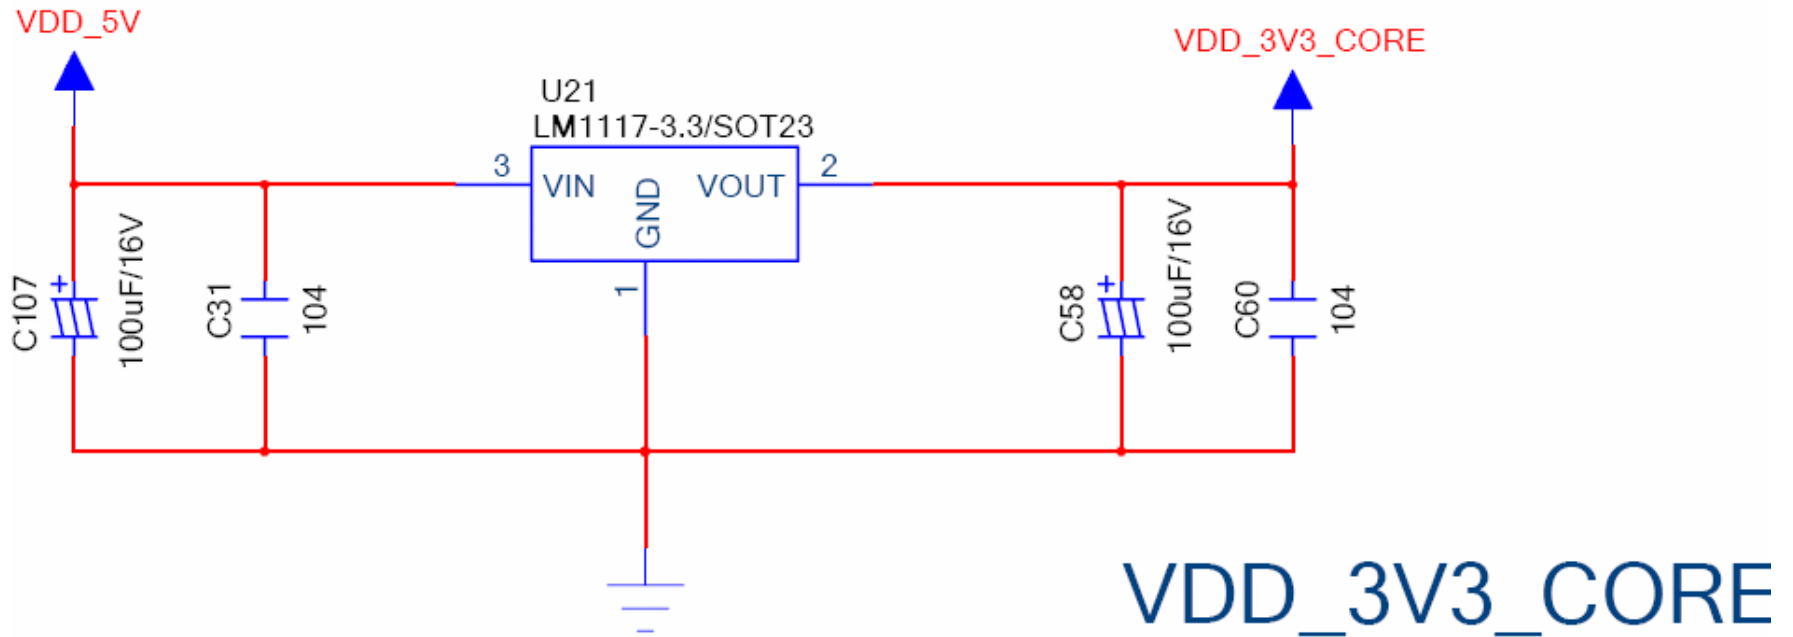 VDD_5V
VDD_3V3_CORE
U21
LM1117-3.3/SOT23
3
VIN
GND
VOUT
2
1
C107
+
100uF/16V
C31
104
C58
+
100uF/16V
C60
104
VDD_3V3_CORE